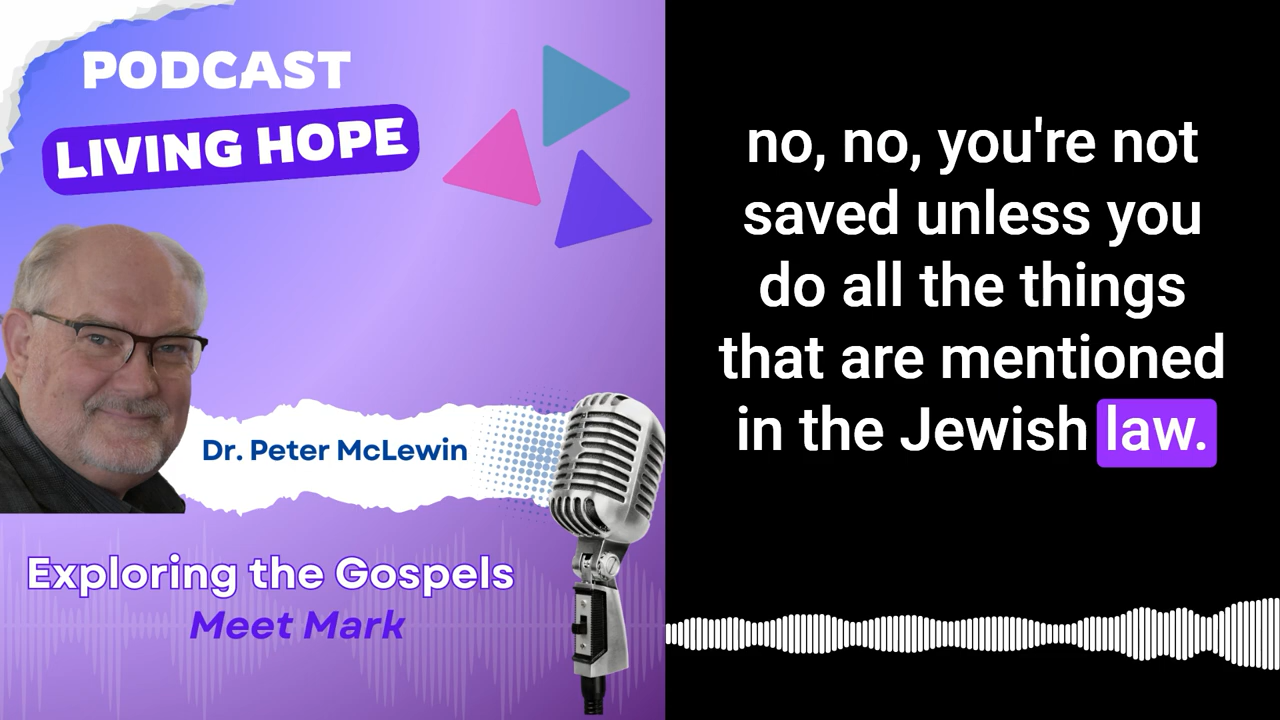 PODCAST
LIVING HOPE
Dr. Peter McLewin
Exploring the Gospels
Meet Mark
no, no, you're not
saved unless you
do all the things
that are mentioned
in the Jewish law.